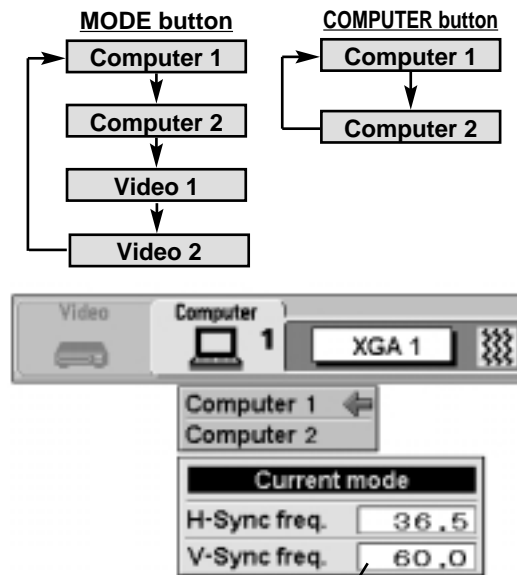 MODE button
Computer 1
Computer 2
Video 1
Video 2
COMPUTER button
Computer 1
Computer 2
Video
Computer
1
XGA 1
Computer 1
Computer 2
Current mode
H-Sync freq. 36.5
V-Sync freq. 60.0